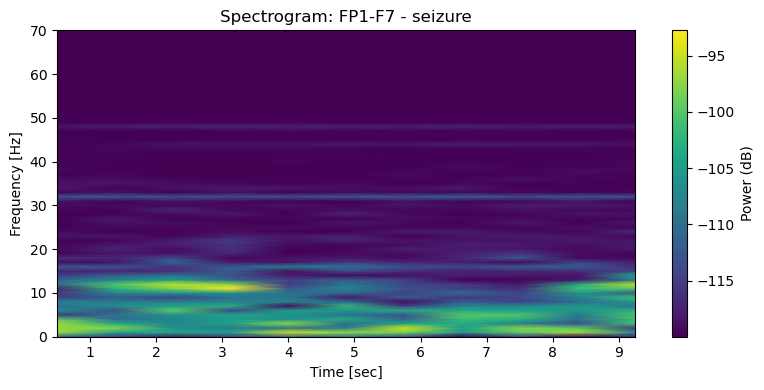 Spectrogram: FP1-F7 - seizure
70
60
50
40
30
20
10
0
Frequency [Hz]
1 2 3 4 5 6 7 8 9
Time [sec]
−95
−100
−105
−110
−115
Power (dB)